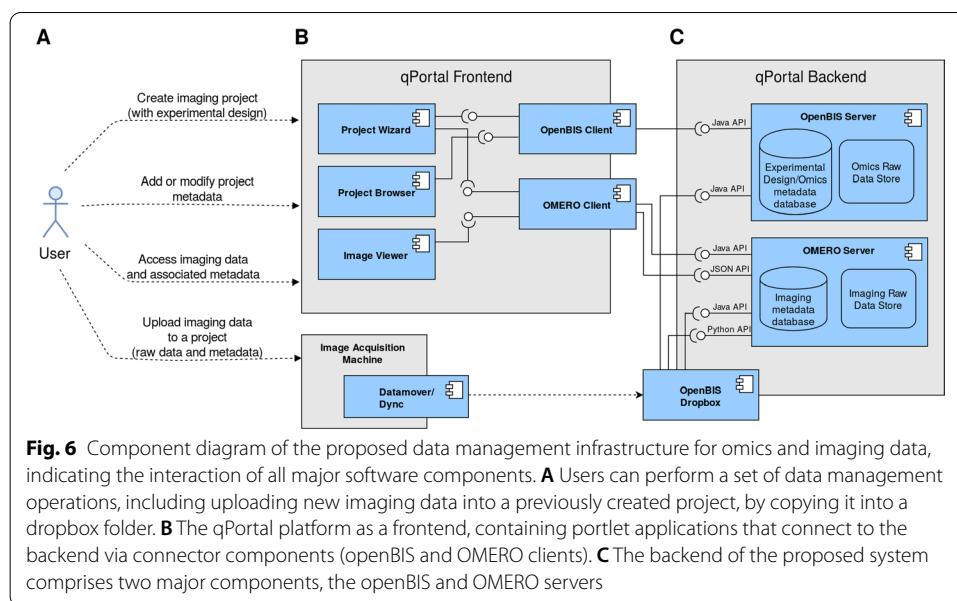 A
B
C
qPortal Frontend
qPortal Backend
Create imaging project
(with experimental design)
Add or modify project
metadata
Access imaging data
and associated metadata
Upload imaging data
to a project
(raw data and metadata)
User
Project Wizard
Project Browser
Image Viewer
OpenBIS Client
OMERO Client
Image Acquisition
Machine
Datamover/
Dync
Java API
Java API
Java API
JSON API
Java API
Python API
OpenBIS Server
Experimental
Design/Omics
metadata
database
Omics Raw
Data Store
OMERO Server
Imaging
metadata
database
Imaging Raw
Data Store
OpenBIS
Dropbox
Fig. 6 Component diagram of the proposed data management infrastructure for omics and imaging data,
indicating the interaction of all major software components. A Users can perform a set of data management
operations, including uploading new imaging data into a previously created project, by copying it into a
dropbox folder. B The qPortal platform as a frontend, containing portlet applications that connect to the
backend via connector components (openBIS and OMERO clients). C The backend of the proposed system
comprises two major components, the openBIS and OMERO servers